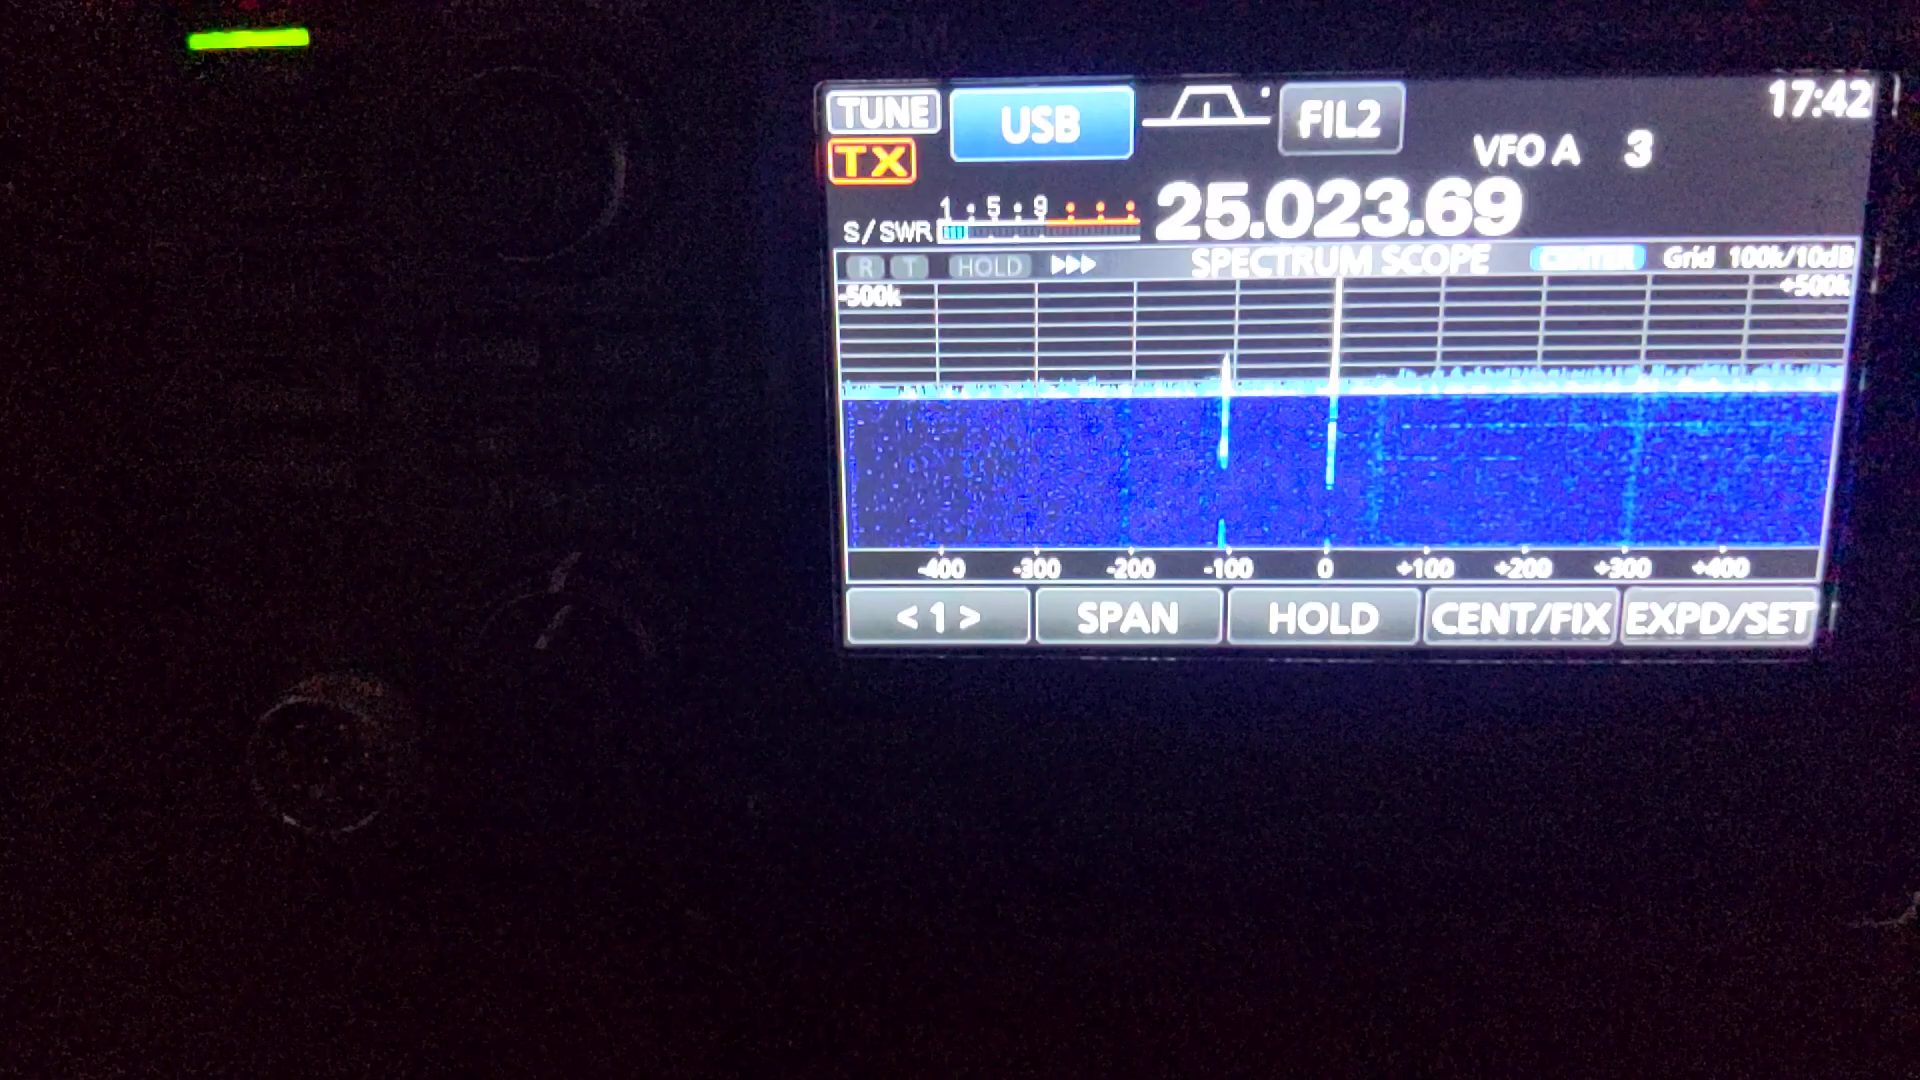 TUNE USB FIL2 17:42
TX VFO A 3
1 . 5 . 9 25.023.69
S/SWR
R T HOLD SPECTRUM SCOPE CENTER Grid 100k/10dB
-500k +500k
-400 -300 -200 -100 0 +100 +200 +300 +400
< 1 > SPAN HOLD CENT/FIX EXPD/SET